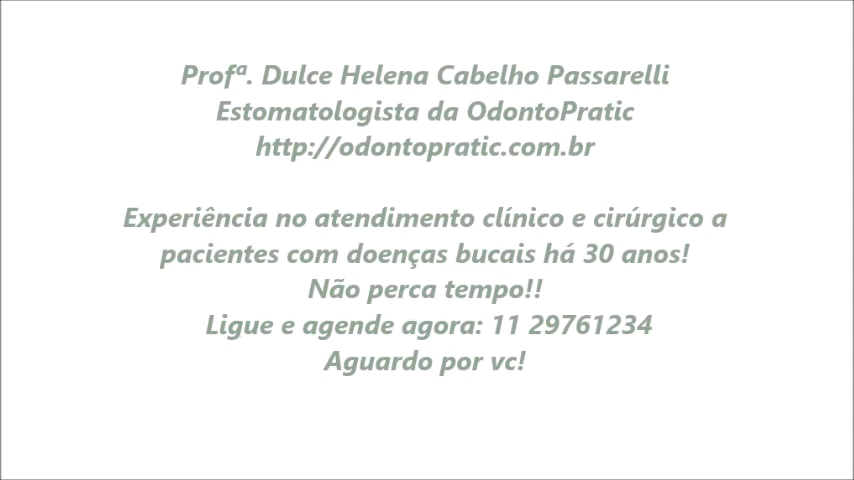 Profª. Dulce Helena Cabelho Passarelli
Estomatologista da OdontoPratic
http://odontopratic.com.br
Experiência no atendimento clínico e cirúrgico a
pacientes com doenças bucais há 30 anos!
Não perca tempo!!
Ligue e agende agora: 11 29761234
Aguardo por vc!